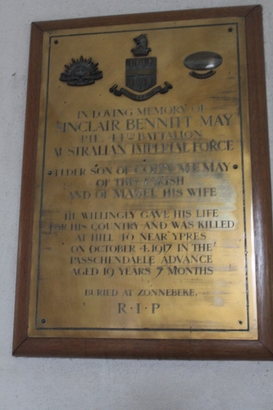 IN LOVING MEMORY OF
SINCLAIR BENNITT MAY
PTE. BATTALION
AUSTRALIAN IMPERIAL FORCE
ELDER SON OF MAY
OF THIS PARISH
AND OF MABEL HIS WIFE
HE WILLINGLY GAVE HIS LIFE
FOR HIS COUNTRY AND WAS KILLED
AT HILL 40 NEAR YPRES
ON OCTOBER 4. 1917 IN THE
PASSCHENDAELE ADVANCE
AGED 19 YEARS 7 MONTHS
BURIED AT ZONNEBEKE.
R·I·P